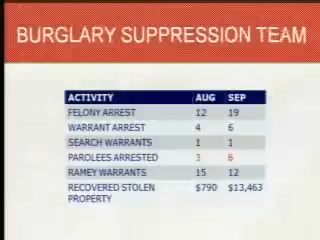 BURGLARY SUPPRESSION TEAM
ACTIVITY AUG SEP
FELONY ARREST 12 19
WARRANT ARREST 4 6
SEARCH WARRANTS 1 1
PAROLEES ARRESTED 3 6
RAMEY WARRANTS 15 12
RECOVERED STOLEN $790 $13,463
PROPERTY